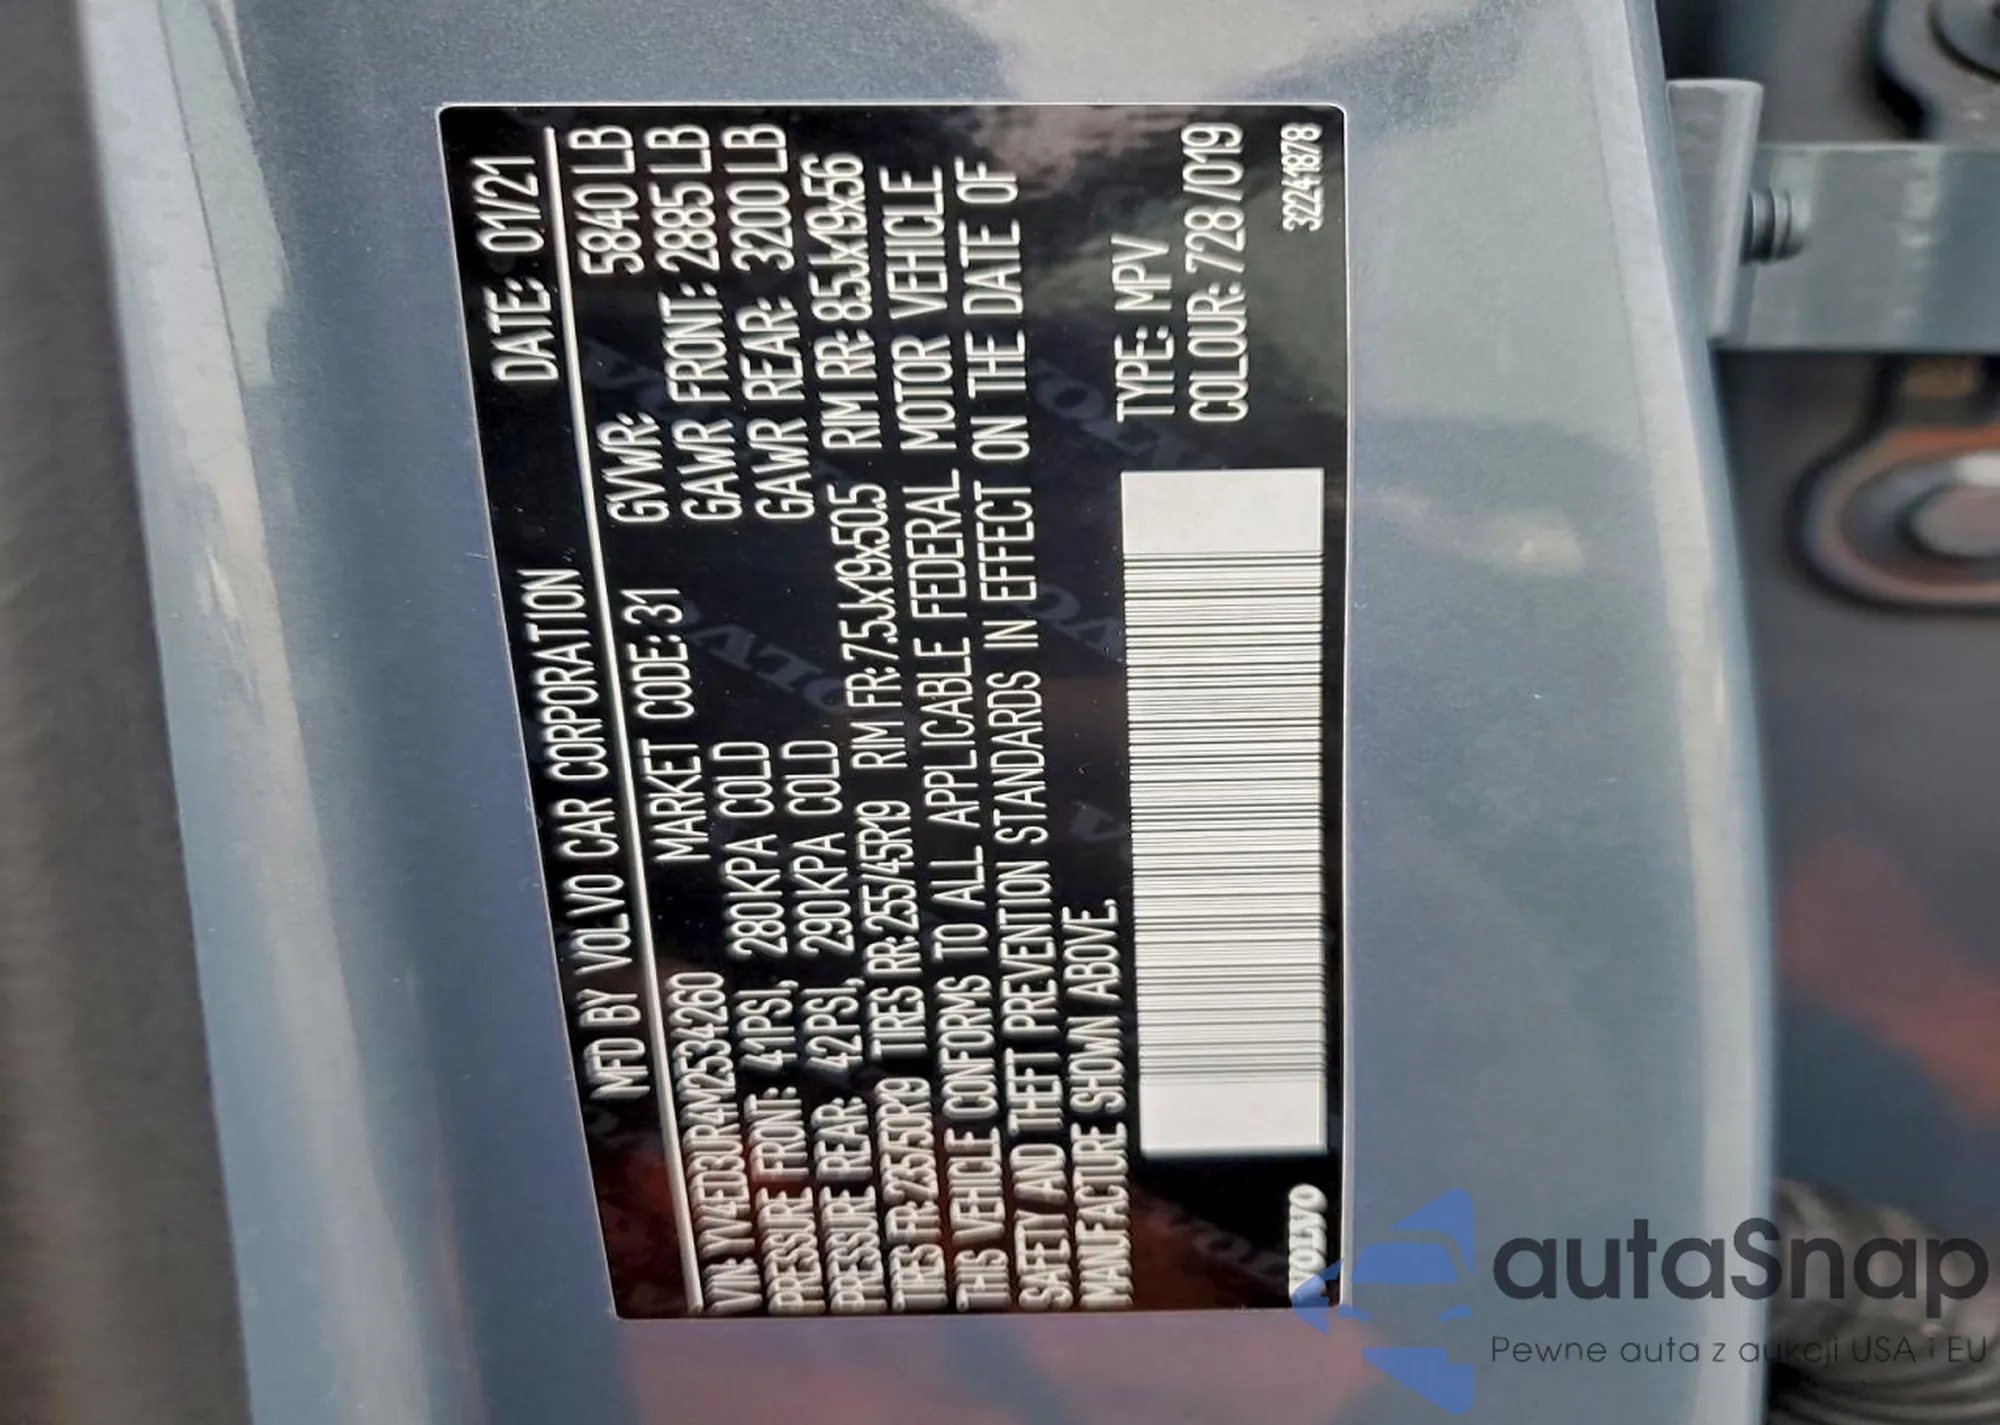 MFD BY VOLVO CAR CORPORATION DATE: 01/21
MARKET CODE: 31 GVWR: 5840 LB
VIN: YV4ED3UR4M2534260 GAWR FRONT: 2885 LB
PRESSURE FRONT: 41PSI, 280KPA COLD GAWR REAR: 3200 LB
PRESSURE REAR: 42PSI, 290KPA COLD
TIRES FR: 235/50R19 TIRES RR: 255/45R19 RIM FR: 7.5Jx19x50.5 RIM RR: 8.5Jx19x56
THIS VEHICLE CONFORMS TO ALL APPLICABLE FEDERAL MOTOR VEHICLE
SAFETY AND THEFT PREVENTION STANDARDS IN EFFECT ON THE DATE OF
MANUFACTURE SHOWN ABOVE.
TYPE: MPV
COLOUR: 728 /019
VOLVO 32241878
autaSnap
Pewne auta z aukcji USA i EU